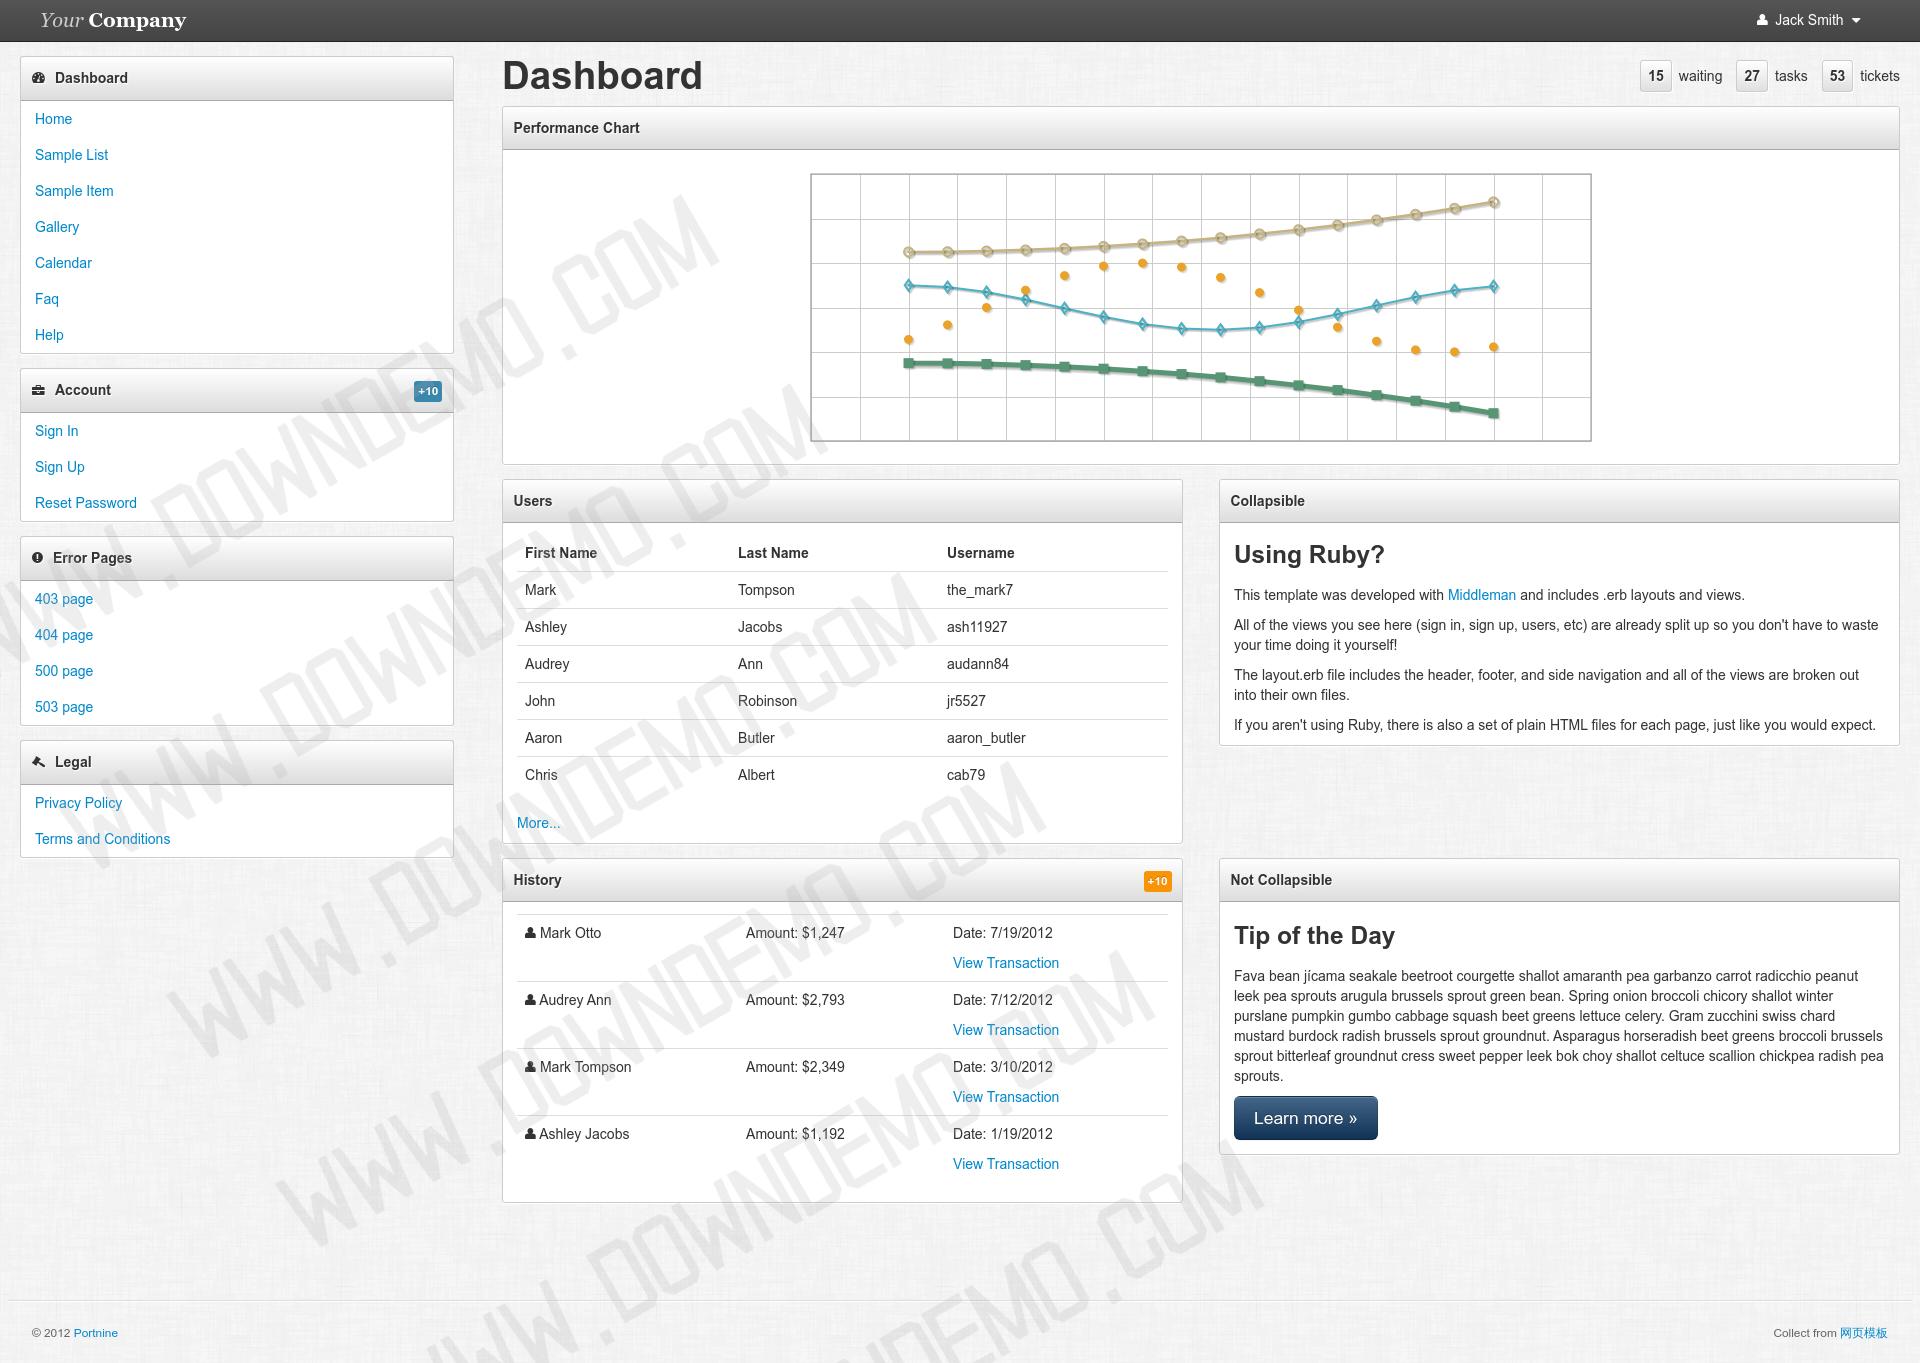 Your Company
Jack Smith
Dashboard
Home
Sample List
Sample Item
Gallery
Calendar
Faq
Help
Account +10
Sign In
Sign Up
Reset Password
Error Pages
403 page
404 page
500 page
503 page
Legal
Privacy Policy
Terms and Conditions
Dashboard
15 waiting 27 tasks 53 tickets
Performance Chart
Users
First Name Last Name Username
Mark Tompson the_mark7
Ashley Jacobs ash11927
Audrey Ann audann84
John Robinson jr5527
Aaron Butler aaron_butler
Chris Albert cab79
More...
Collapsible
Using Ruby?
This template was developed with Middleman and includes .erb layouts and views.
All of the views you see here (sign in, sign up, users, etc) are already split up so you don't have to waste
your time doing it yourself!
The layout.erb file includes the header, footer, and side navigation and all of the views are broken out
into their own files.
If you aren't using Ruby, there is also a set of plain HTML files for each page, just like you would expect.
History +10
Mark Otto Amount: $1,247 Date: 7/19/2012
View Transaction
Audrey Ann Amount: $2,793 Date: 7/12/2012
View Transaction
Mark Tompson Amount: $2,349 Date: 3/10/2012
View Transaction
Ashley Jacobs Amount: $1,192 Date: 1/19/2012
View Transaction
Not Collapsible
Tip of the Day
Fava bean jícama seakale beetroot courgette shallot amaranth pea garbanzo carrot radicchio peanut
leek pea sprouts arugula brussels sprout green bean. Spring onion broccoli chicory shallot winter
purslane pumpkin gumbo cabbage squash beet greens lettuce celery. Gram zucchini swiss chard
mustard burdock radish brussels sprout groundnut. Asparagus horseradish beet greens broccoli brussels
sprout bitterleaf groundnut cress sweet pepper leek bok choy shallot celtuce scallion chickpea radish pea
sprouts.
Learn more »
© 2012 Portnine
Collect from 网页模板
WWW.DOWNDEMO.COM
WWW.DOWNDEMO.COM
WWW.DOWNDEMO.COM
WWW.DOWNDEMO.COM
WWW.DOWNDEMO.COM
DEMO.COM